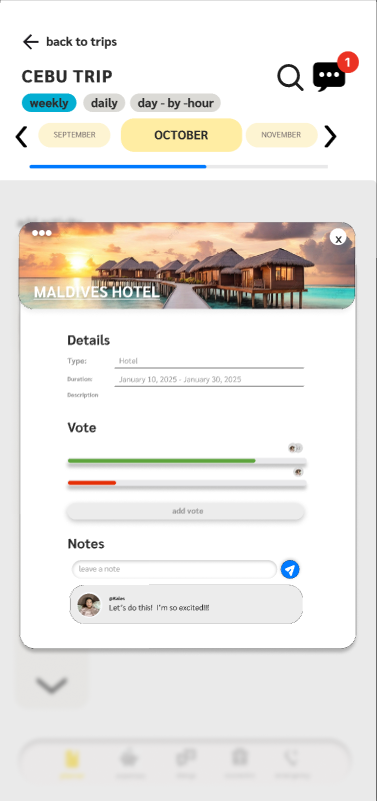 back to trips
CEBU TRIP
1
weekly daily day - by -hour
SEPTEMBER OCTOBER NOVEMBER
x
MALDIVES HOTEL
Details
Type: Hotel
Duration: January 10, 2025 - January 30, 2025
Description
Vote
add vote
Notes
leave a note
Let's do this! I'm so excited!!!